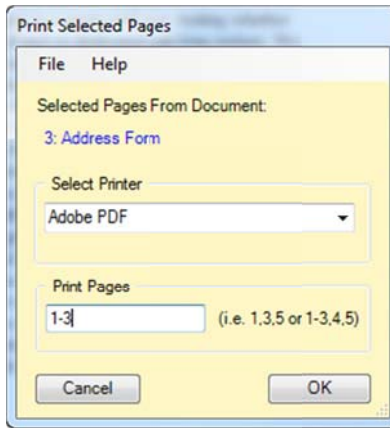 Print Selected Pages
File Help
Selected Pages From Document:
3: Address Form
Select Printer
Adobe PDF
Print Pages
1-3 (i.e. 1,3,5 or 1-3,4,5)
Cancel OK